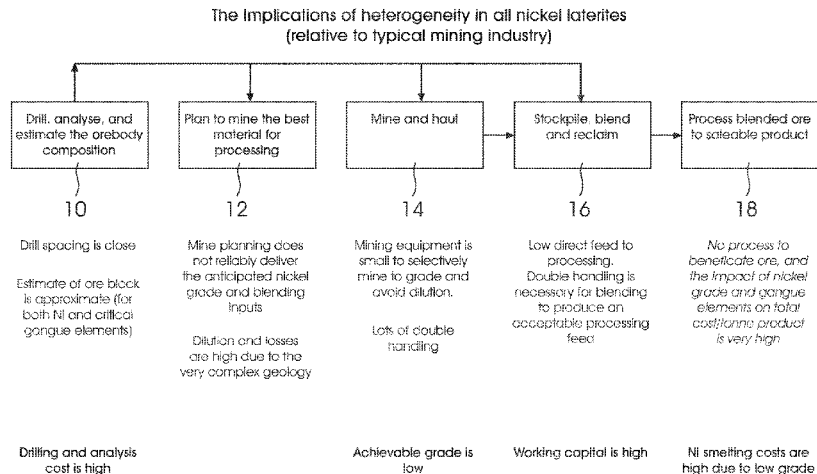 The Implications of heterogeneity in all nickel laterites
(relative to typical mining industry)
Drill, analyse, and
estimate the orebody
composition
Plan to mine the best
material for
processing
Mine and haul
Stockpile, blend
and reclaim
Process blended ore
to saleable product
10
12
14
16
18
Drill spacing is close
Estimate of ore block
is approximate (for
both Ni and critical
gangue elements)
Mine planning does
not reliably deliver
the anticipated nickel
grade and blending
inputs
Dilution and losses
are high due to the
very complex geology
Mining equipment is
small to selectively
mine to grade and
avoid dilution.
Lots of double
handling
Low direct feed to
processing.
Double handling is
necessary for blending
to produce an
acceptable processing
feed
No process to
beneficate ore, and
the impact of nickel
grade and gangue
elements on total
cost/tonne product
is very high
Drilling and analysis
cost is high
Achievable grade is
low
Working capital is high
Ni smelting costs are
high due to low grade